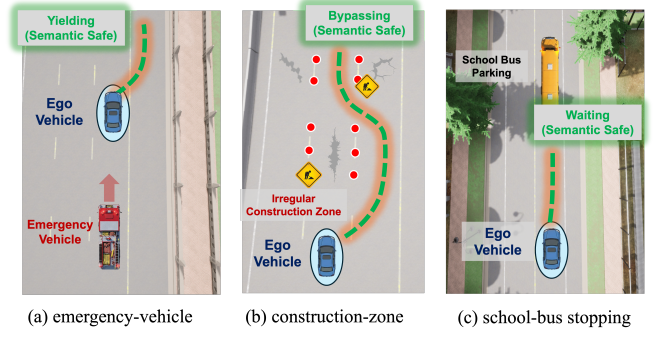 Yielding
(Semantic Safe)
Ego
Vehicle
Emergency
Vehicle
(a) emergency-vehicle
Bypassing
(Semantic Safe)
Irregular
Construction Zone
Ego
Vehicle
(b) construction-zone
School Bus
Parking
Waiting
(Semantic Safe)
Ego
Vehicle
(c) school-bus stopping